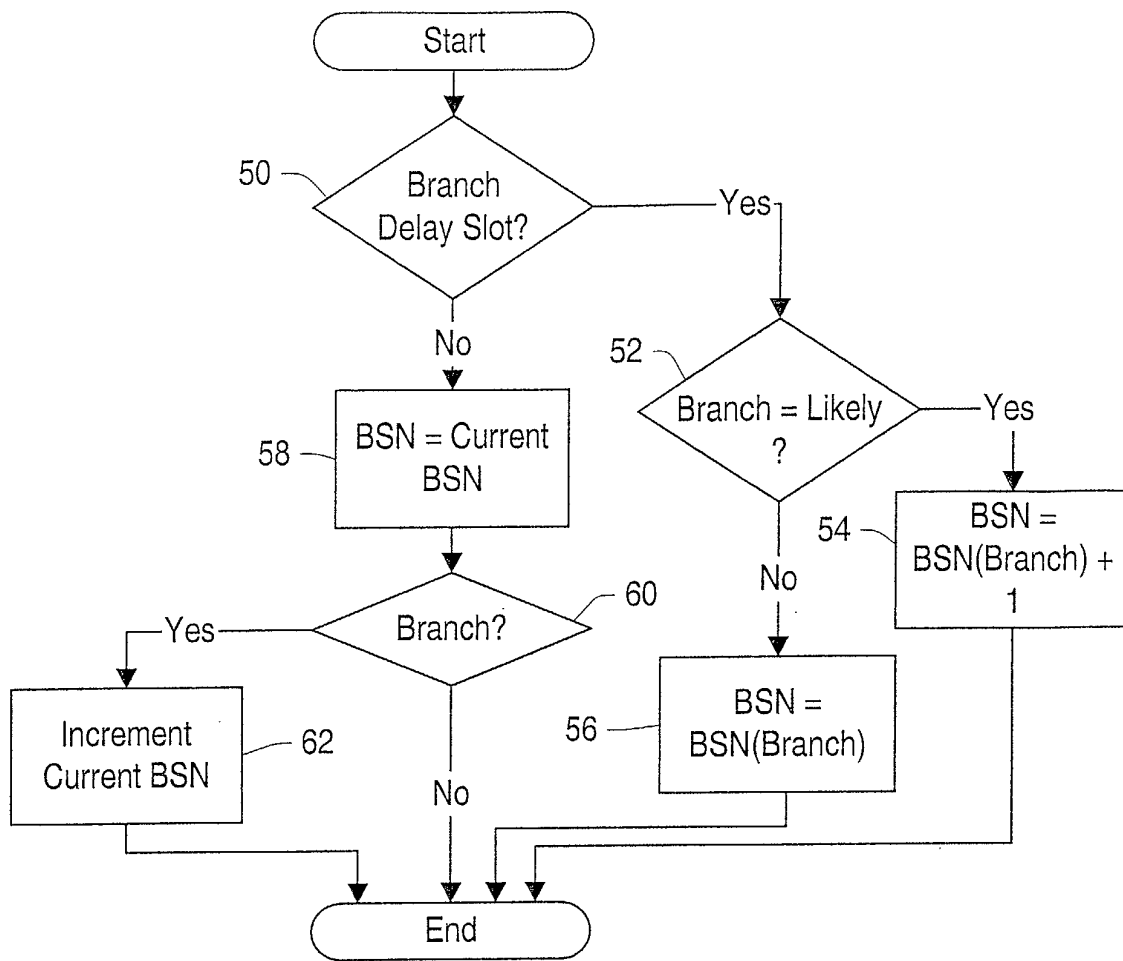 Start
50
Branch
Delay Slot?
Yes
No
52
Branch = Likely
?
Yes
58
BSN = Current
BSN
54
BSN =
BSN(Branch) +
1
No
60
Branch?
Yes
56
BSN =
BSN(Branch)
Increment
Current BSN
62
No
End